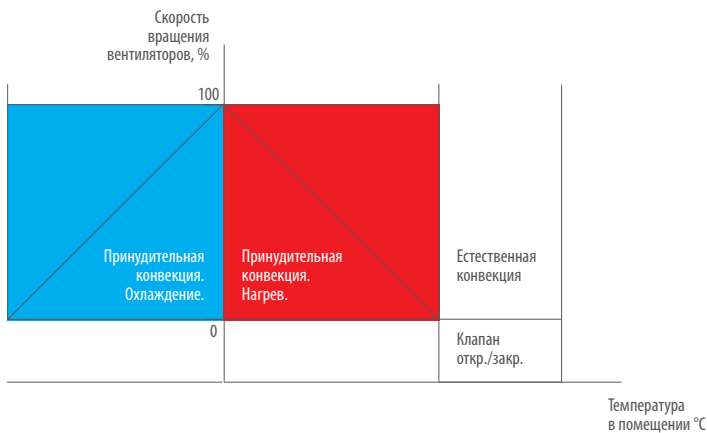 Скорость
вращения
вентиляторов, %
100
Принудительная
конвекция.
Охлаждение.
Принудительная
конвекция.
Нагрев.
Естественная
конвекция
0
Клапан
откр./закр.
Температура
в помещении °C